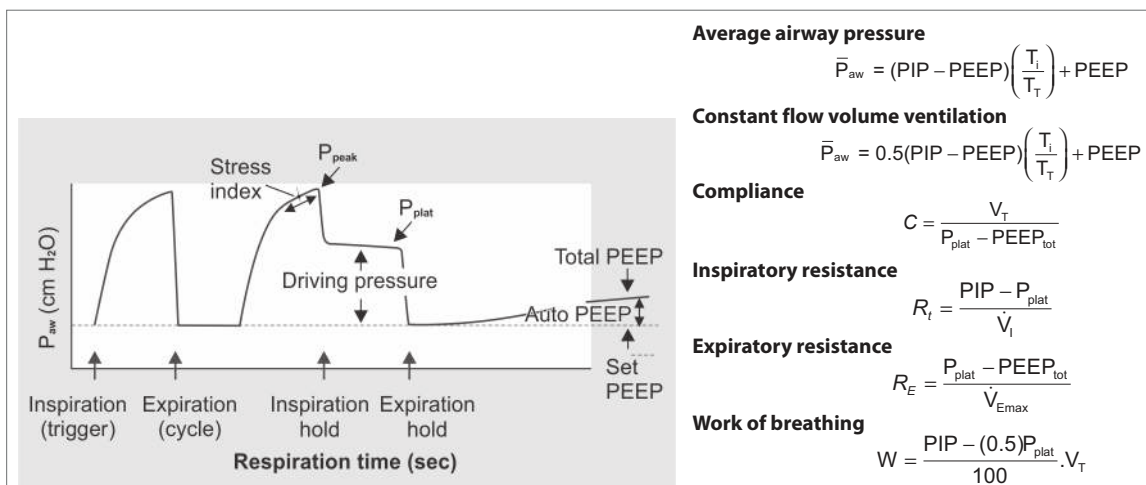 Stress
index
P_peak
P_plat
Total PEEP
Driving pressure
Auto PEEP
P_aw (cm H₂O)
Set
PEEP
Inspiration
(trigger)
Expiration
(cycle)
Inspiration
hold
Expiration
hold
Respiration time (sec)
Average airway pressure
P̄_aw = (PIP – PEEP)(T_i/T_T) + PEEP
Constant flow volume ventilation
P̄_aw = 0.5(PIP – PEEP)(T_i/T_T) + PEEP
Compliance
C = V_T/(P_plat – PEEP_tot)
Inspiratory resistance
R_t = (PIP – P_plat)/V̇_I
Expiratory resistance
R_E = (P_plat – PEEP_tot)/V̇_Emax
Work of breathing
W = (PIP – (0.5)P_plat)/100 .V_T